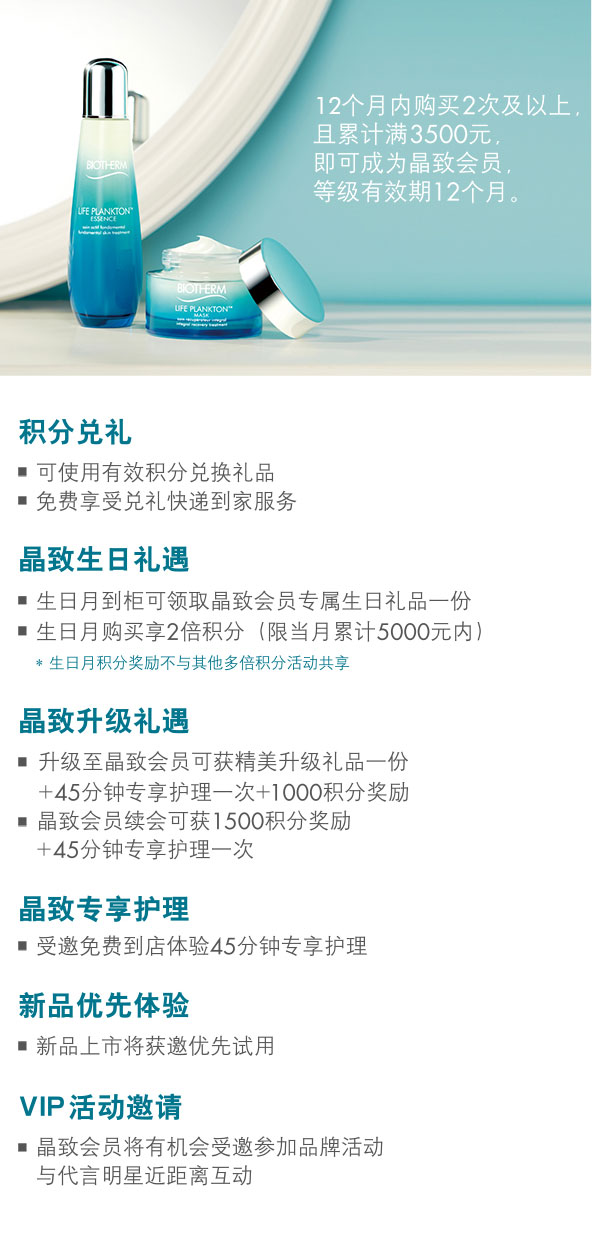 12个月内购买2次及以上，
且累计满3500元，
即可成为晶致会员，
等级有效期12个月。
BIOTHERM
LIFE PLANKTON™
ESSENCE
soin actif fondamental
fundamental skin treatment
BIOTHERM
LIFE PLANKTON™
MASK
soin récupérateur intégral
integral recovery treatment
积分兑礼
■ 可使用有效积分兑换礼品
■ 免费享受兑礼快递到家服务
晶致生日礼遇
■ 生日月到柜可领取晶致会员专属生日礼品一份
■ 生日月购买享2倍积分（限当月累计5000元内）
* 生日月积分奖励不与其他多倍积分活动共享
晶致升级礼遇
■ 升级至晶致会员可获精美升级礼品一份
+45分钟专享护理一次+1000积分奖励
■ 晶致会员续会可获1500积分奖励
+45分钟专享护理一次
晶致专享护理
■ 受邀免费到店体验45分钟专享护理
新品优先体验
■ 新品上市将获邀优先试用
VIP活动邀请
■ 晶致会员将有机会受邀参加品牌活动
与代言明星近距离互动